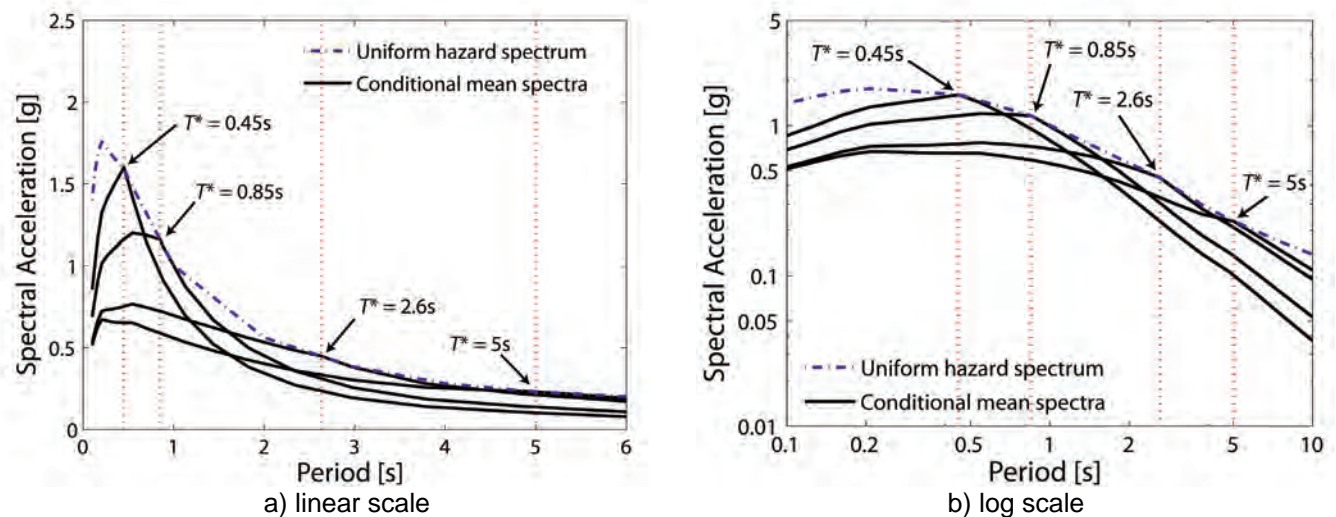 2.5
2
1.5
1
0.5
0
Spectral Acceleration [g]
Uniform hazard spectrum
Conditional mean spectra
T* = 0.45s
T* = 0.85s
T* = 2.6s
T* = 5s
0 1 2 3 4 5 6
Period [s]
a) linear scale
5
1
0.5
0.1
0.05
0.01
Spectral Acceleration [g]
T* = 0.45s
T* = 0.85s
T* = 2.6s
T* = 5s
Uniform hazard spectrum
Conditional mean spectra
0.1 0.2 0.5 1 2 5 10
Period [s]
b) log scale